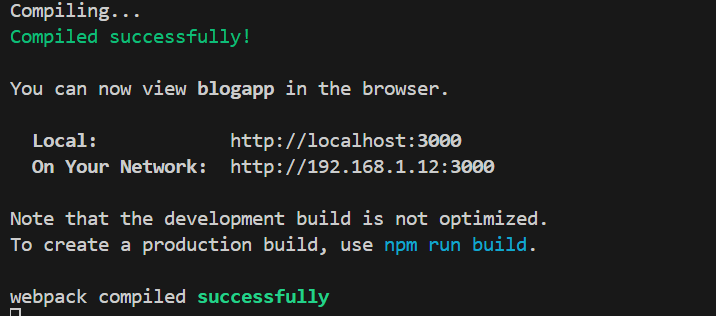 Compiling...
Compiled successfully!
You can now view blogapp in the browser.
Local: http://localhost:3000
On Your Network: http://192.168.1.12:3000
Note that the development build is not optimized.
To create a production build, use npm run build.
webpack compiled successfully